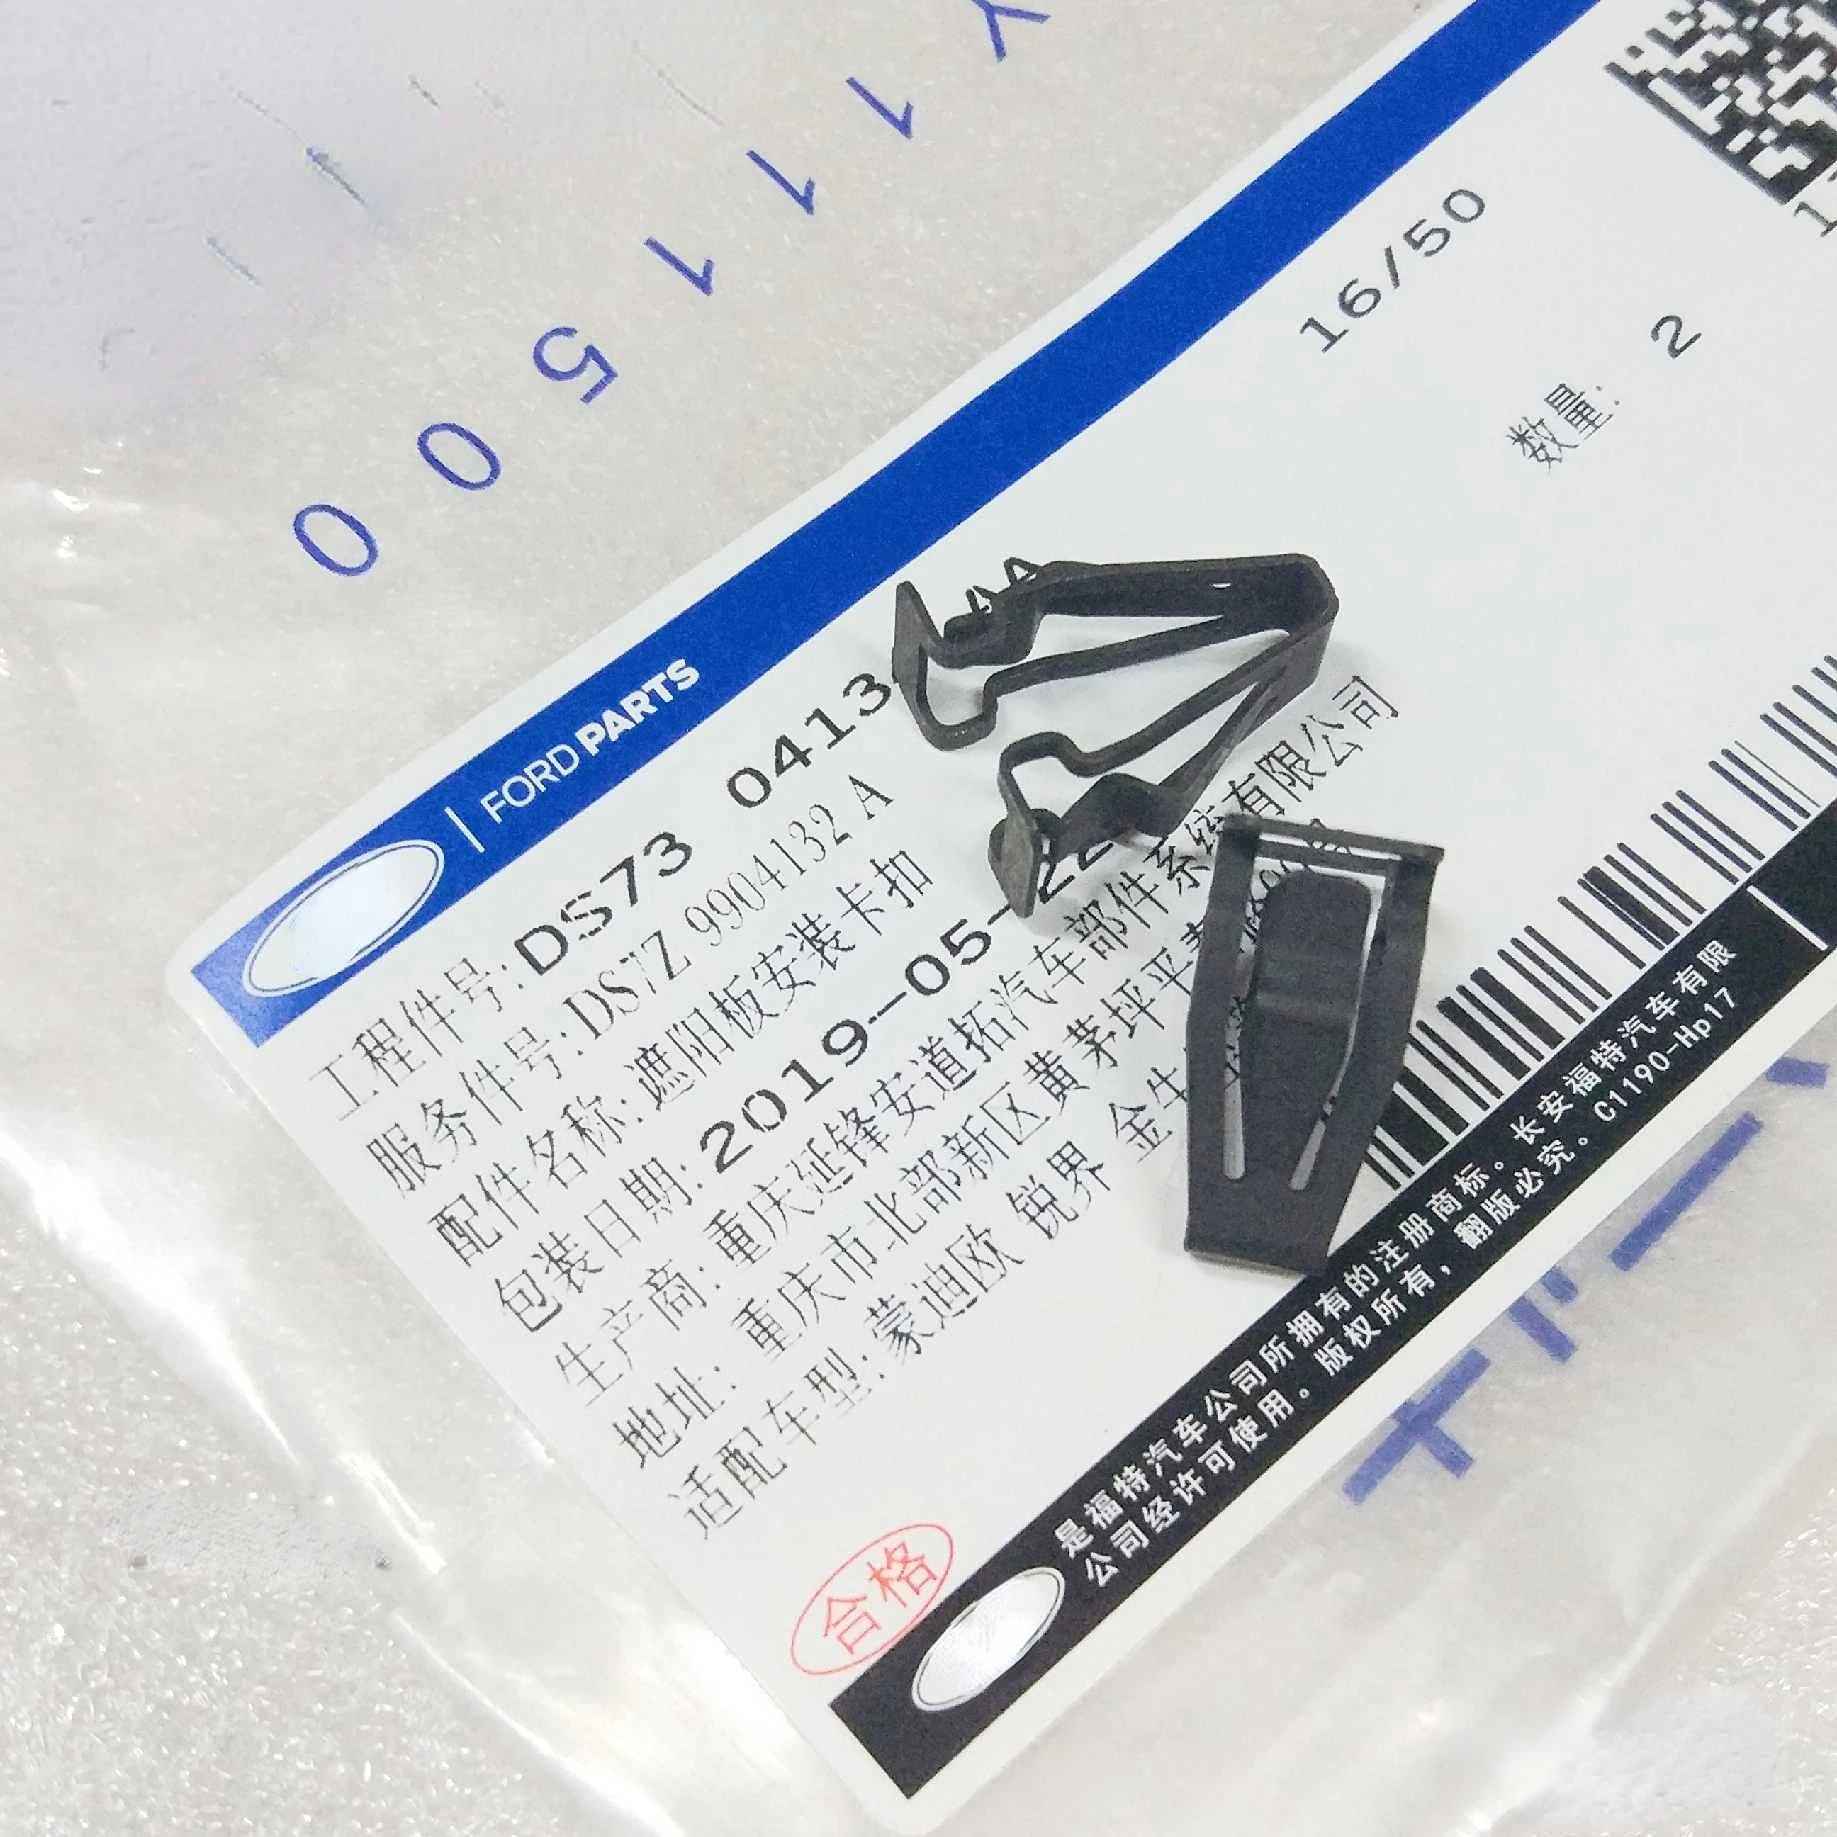 Y111500
FORD PARTS
16/50
数量: 2
工程件号: DS73 0413
服务件号: DS7Z 9904132 A
配件名称: 遮阳板安装卡扣
包装日期: 2019-05-22
生产商: 重庆延锋安道拓汽车部件系统有限公司
地址: 重庆市北部新区黄茅坪
适配车型: 蒙迪欧 锐界 金牛
合格
是福特汽车公司所拥有的注册商标。长安福特汽车有限
公司经许可使用。版权所有，翻版必究。C1190-Hp17